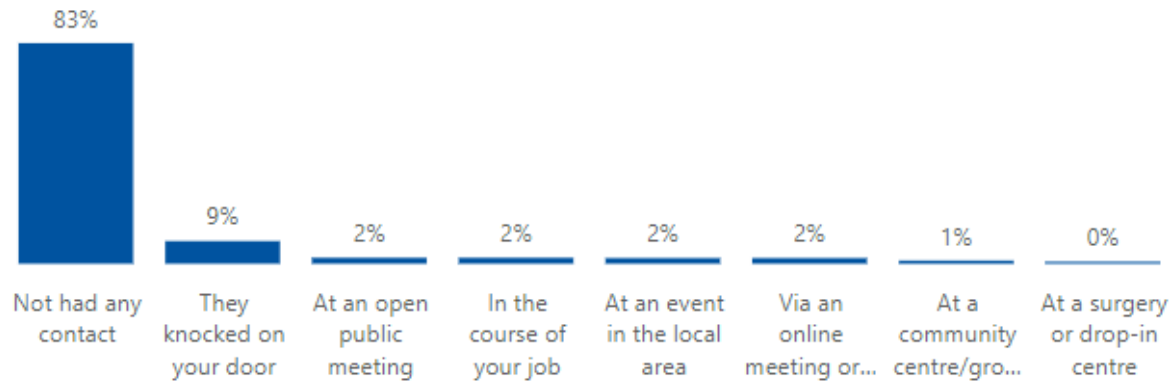 83%
9%
2%
2%
2%
2%
1%
0%
Not had any
contact
They
knocked on
your door
At an open
public
meeting
In the
course of
your job
At an event
in the local
area
Via an
online
meeting or...
At a
community
centre/gro...
At a surgery
or drop-in
centre